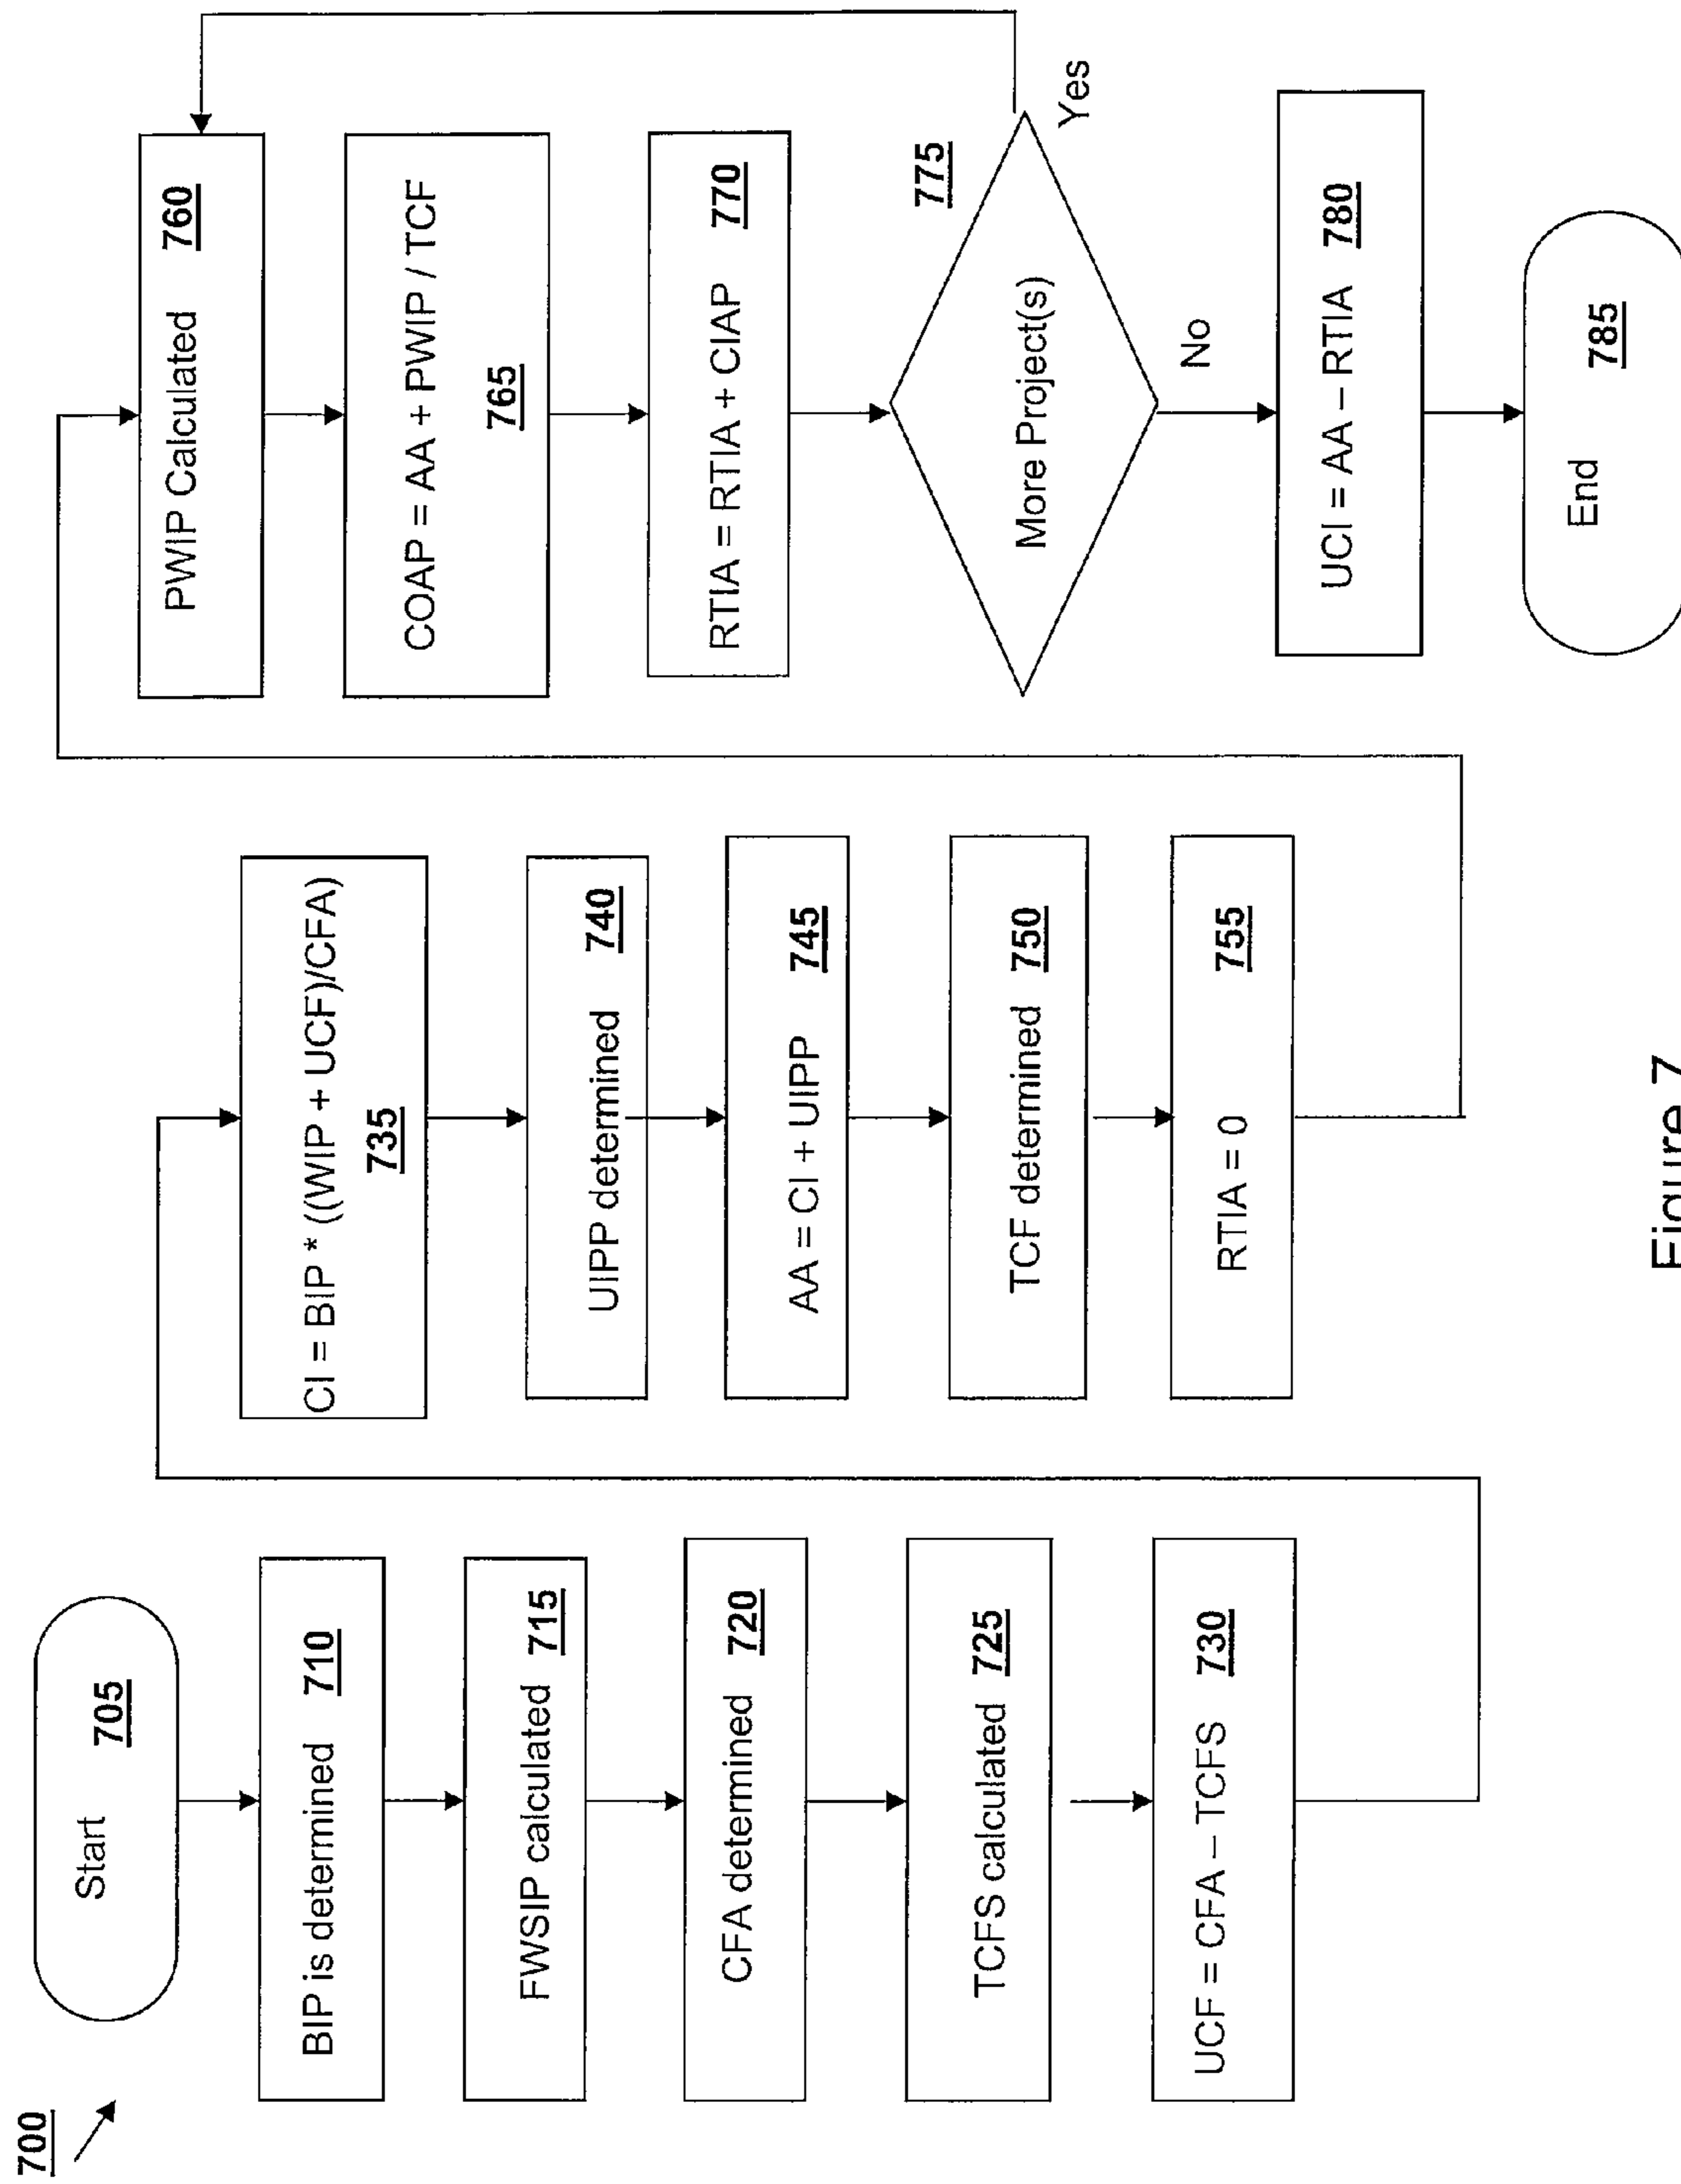 700
Start 705
BIP is determined 710
FWSIP calculated 715
CFA determined 720
TCFS calculated 725
UCF = CFA – TCFS 730
CI = BIP * ((WIP + UCF)/CFA)
735
UIPP determined 740
AA = CI + UIPP 745
TCF determined 750
RTIA = 0 755
PWIP Calculated 760
COAP = AA + PWIP / TCF
765
RTIA = RTIA + CIAP 770
775
More Project(s)
Yes
No
UCI = AA – RTIA 780
End 785
Figure 7